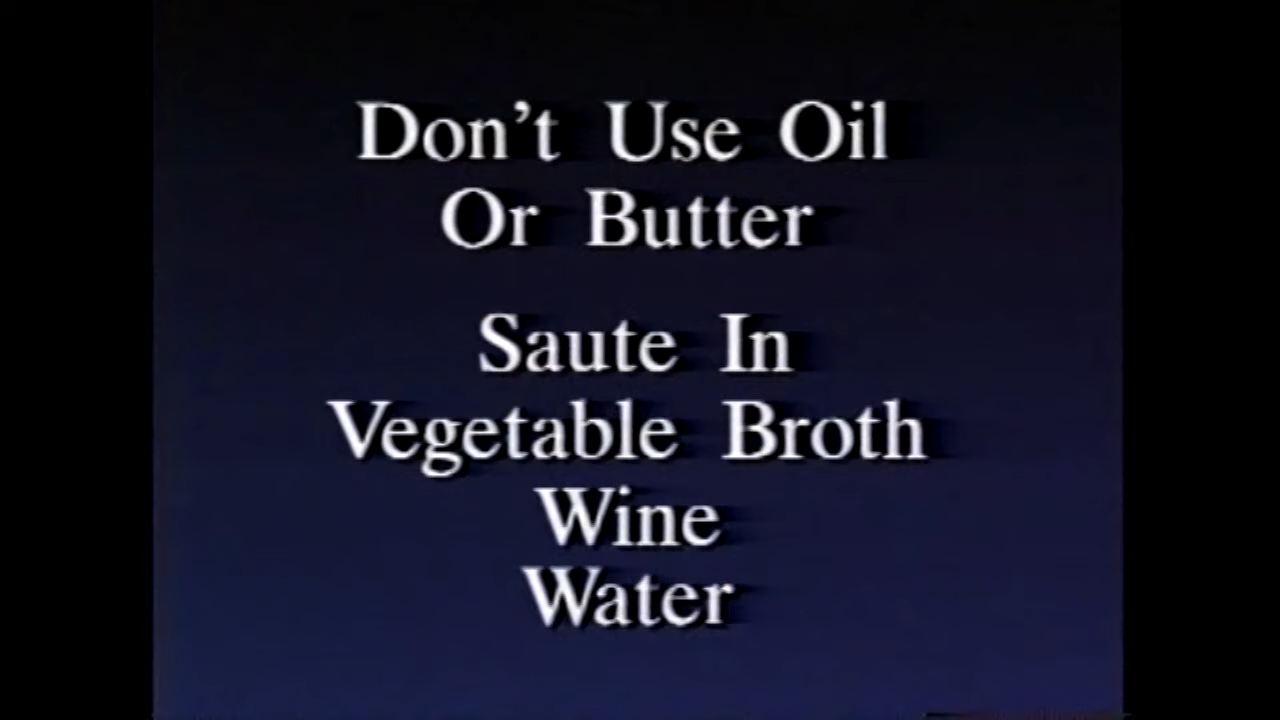 Don't Use Oil
Or Butter
Saute In
Vegetable Broth
Wine
Water